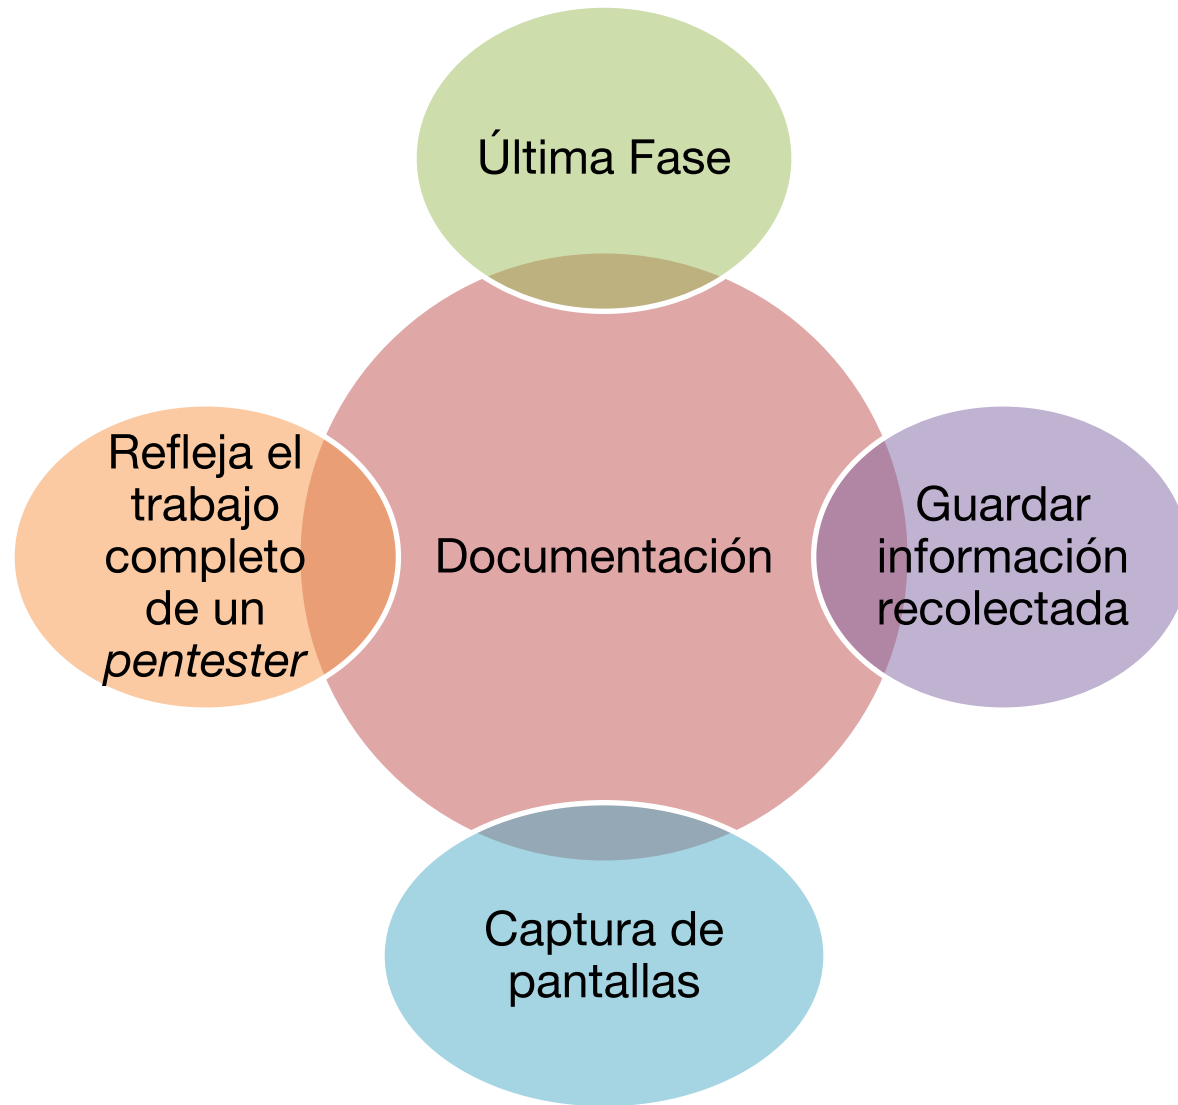 Última Fase
Refleja el
trabajo
completo
de un
pentester
Documentación
Guardar
información
recolectada
Captura de
pantallas